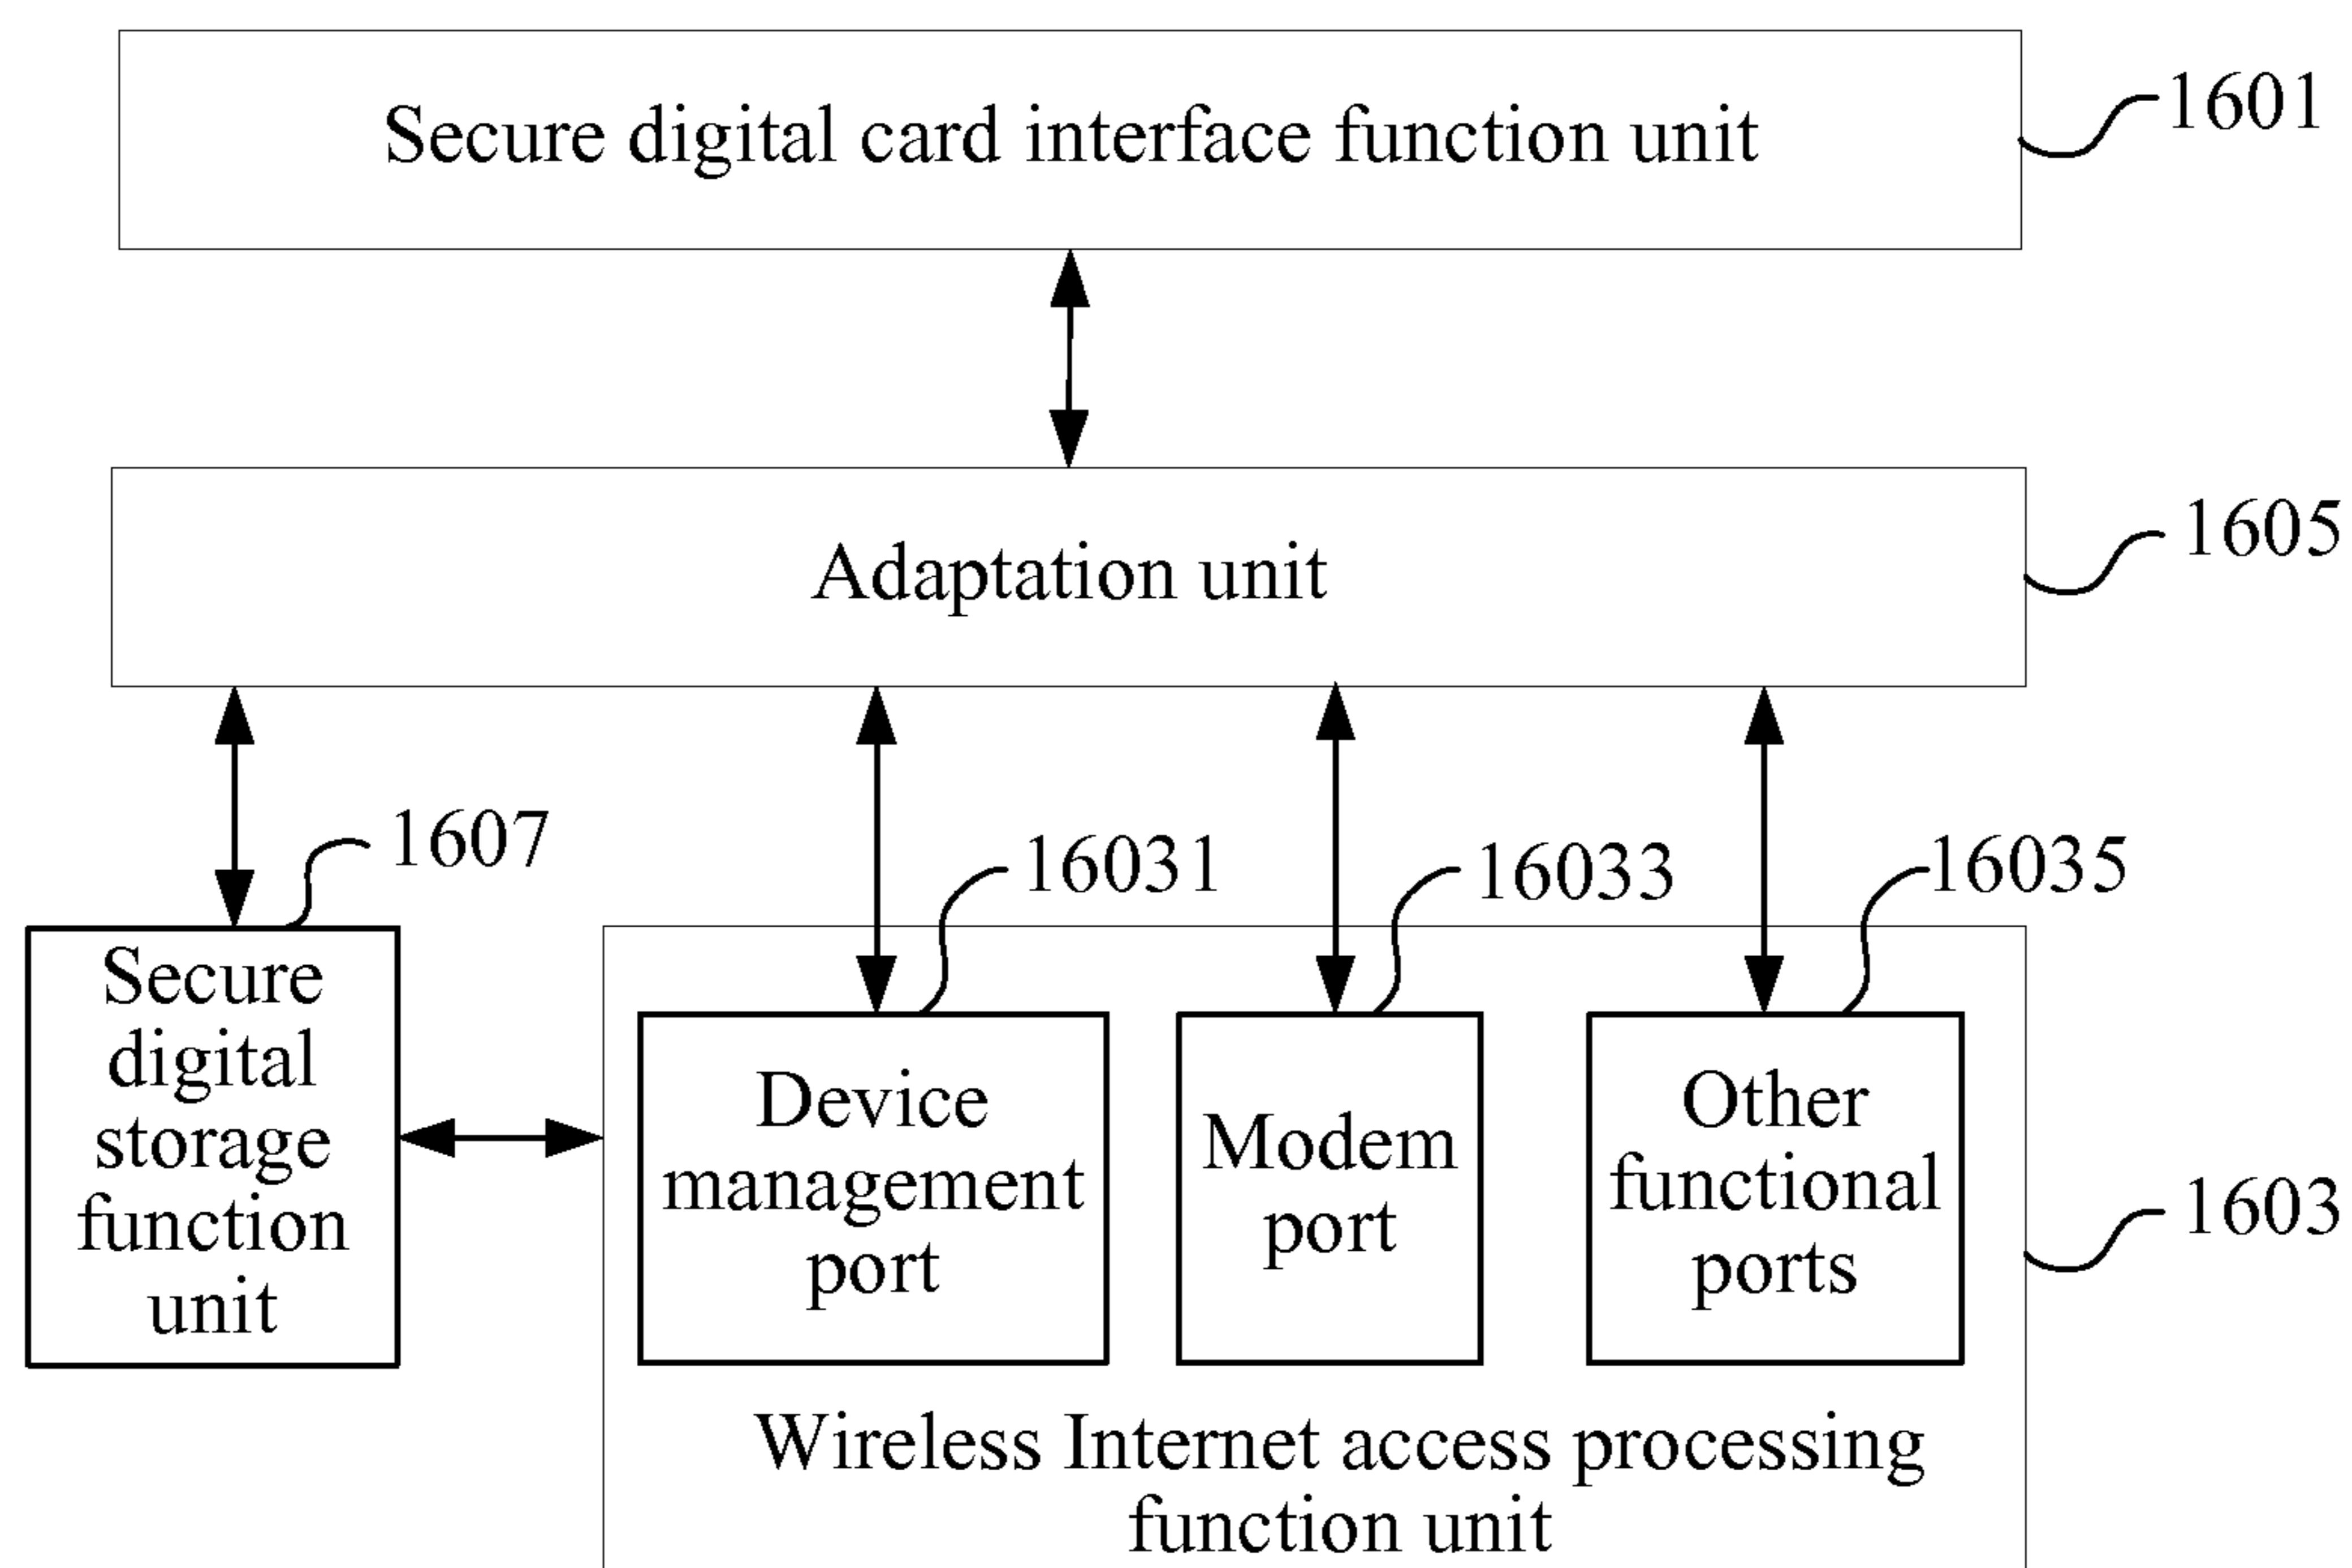 Secure digital card interface function unit
1601
Adaptation unit
1605
1607
16031
16033
16035
Secure
digital
storage
function
unit
Device
management
port
Modem
port
Other
functional
ports
1603
Wireless Internet access processing
function unit